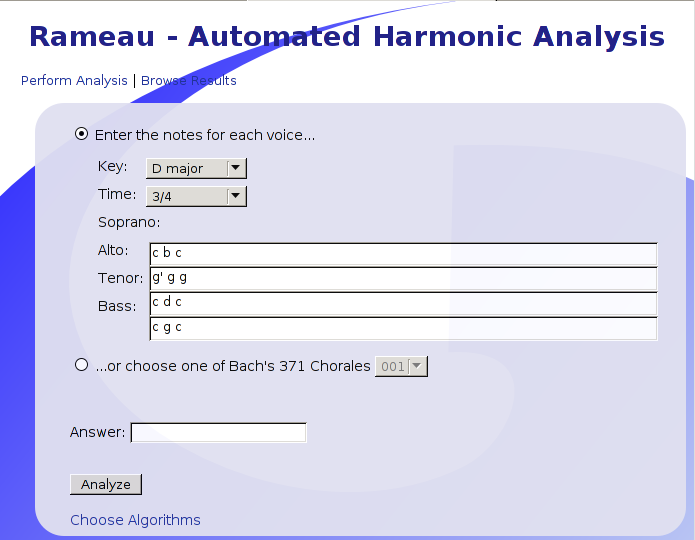 Rameau - Automated Harmonic Analysis
Perform Analysis | Browse Results
Enter the notes for each voice...
Key: D major
Time: 3/4
Soprano:
Alto: c b c
Tenor: g' g g
Bass: c d c
c g c
...or choose one of Bach's 371 Chorales 001
Answer:
Analyze
Choose Algorithms